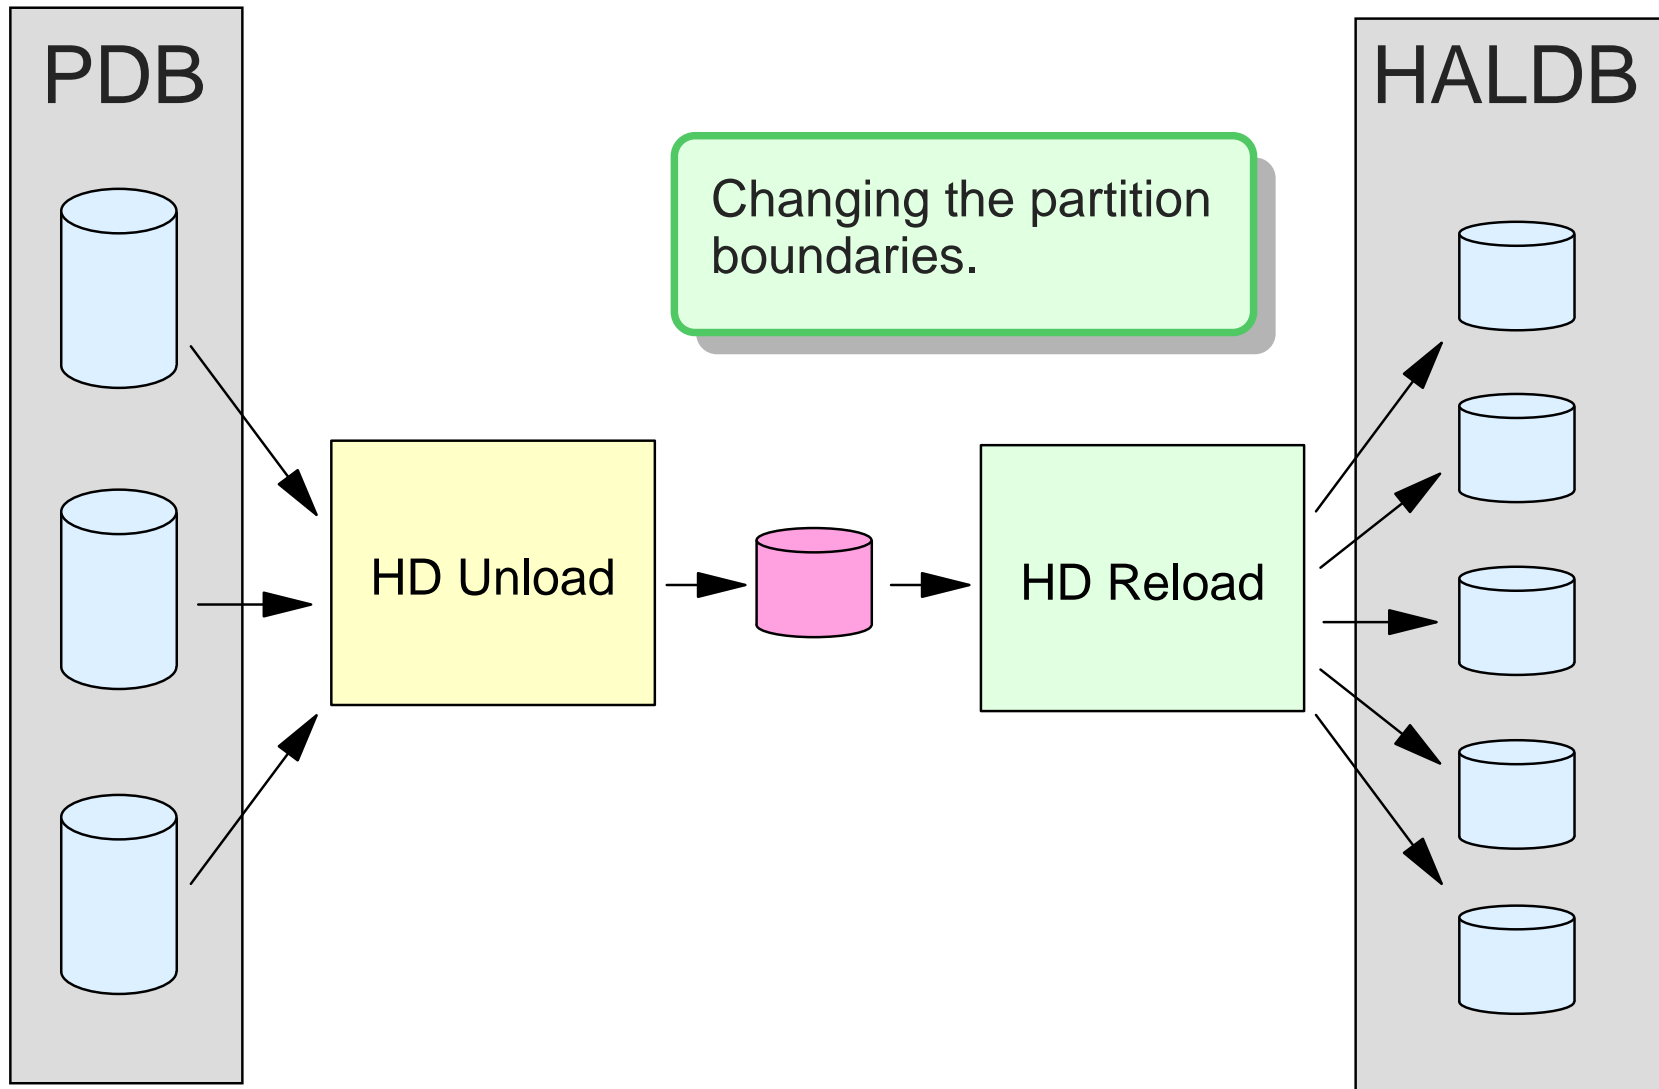 PDB
HALDB
Changing the partition
boundaries.
HD Unload
HD Reload